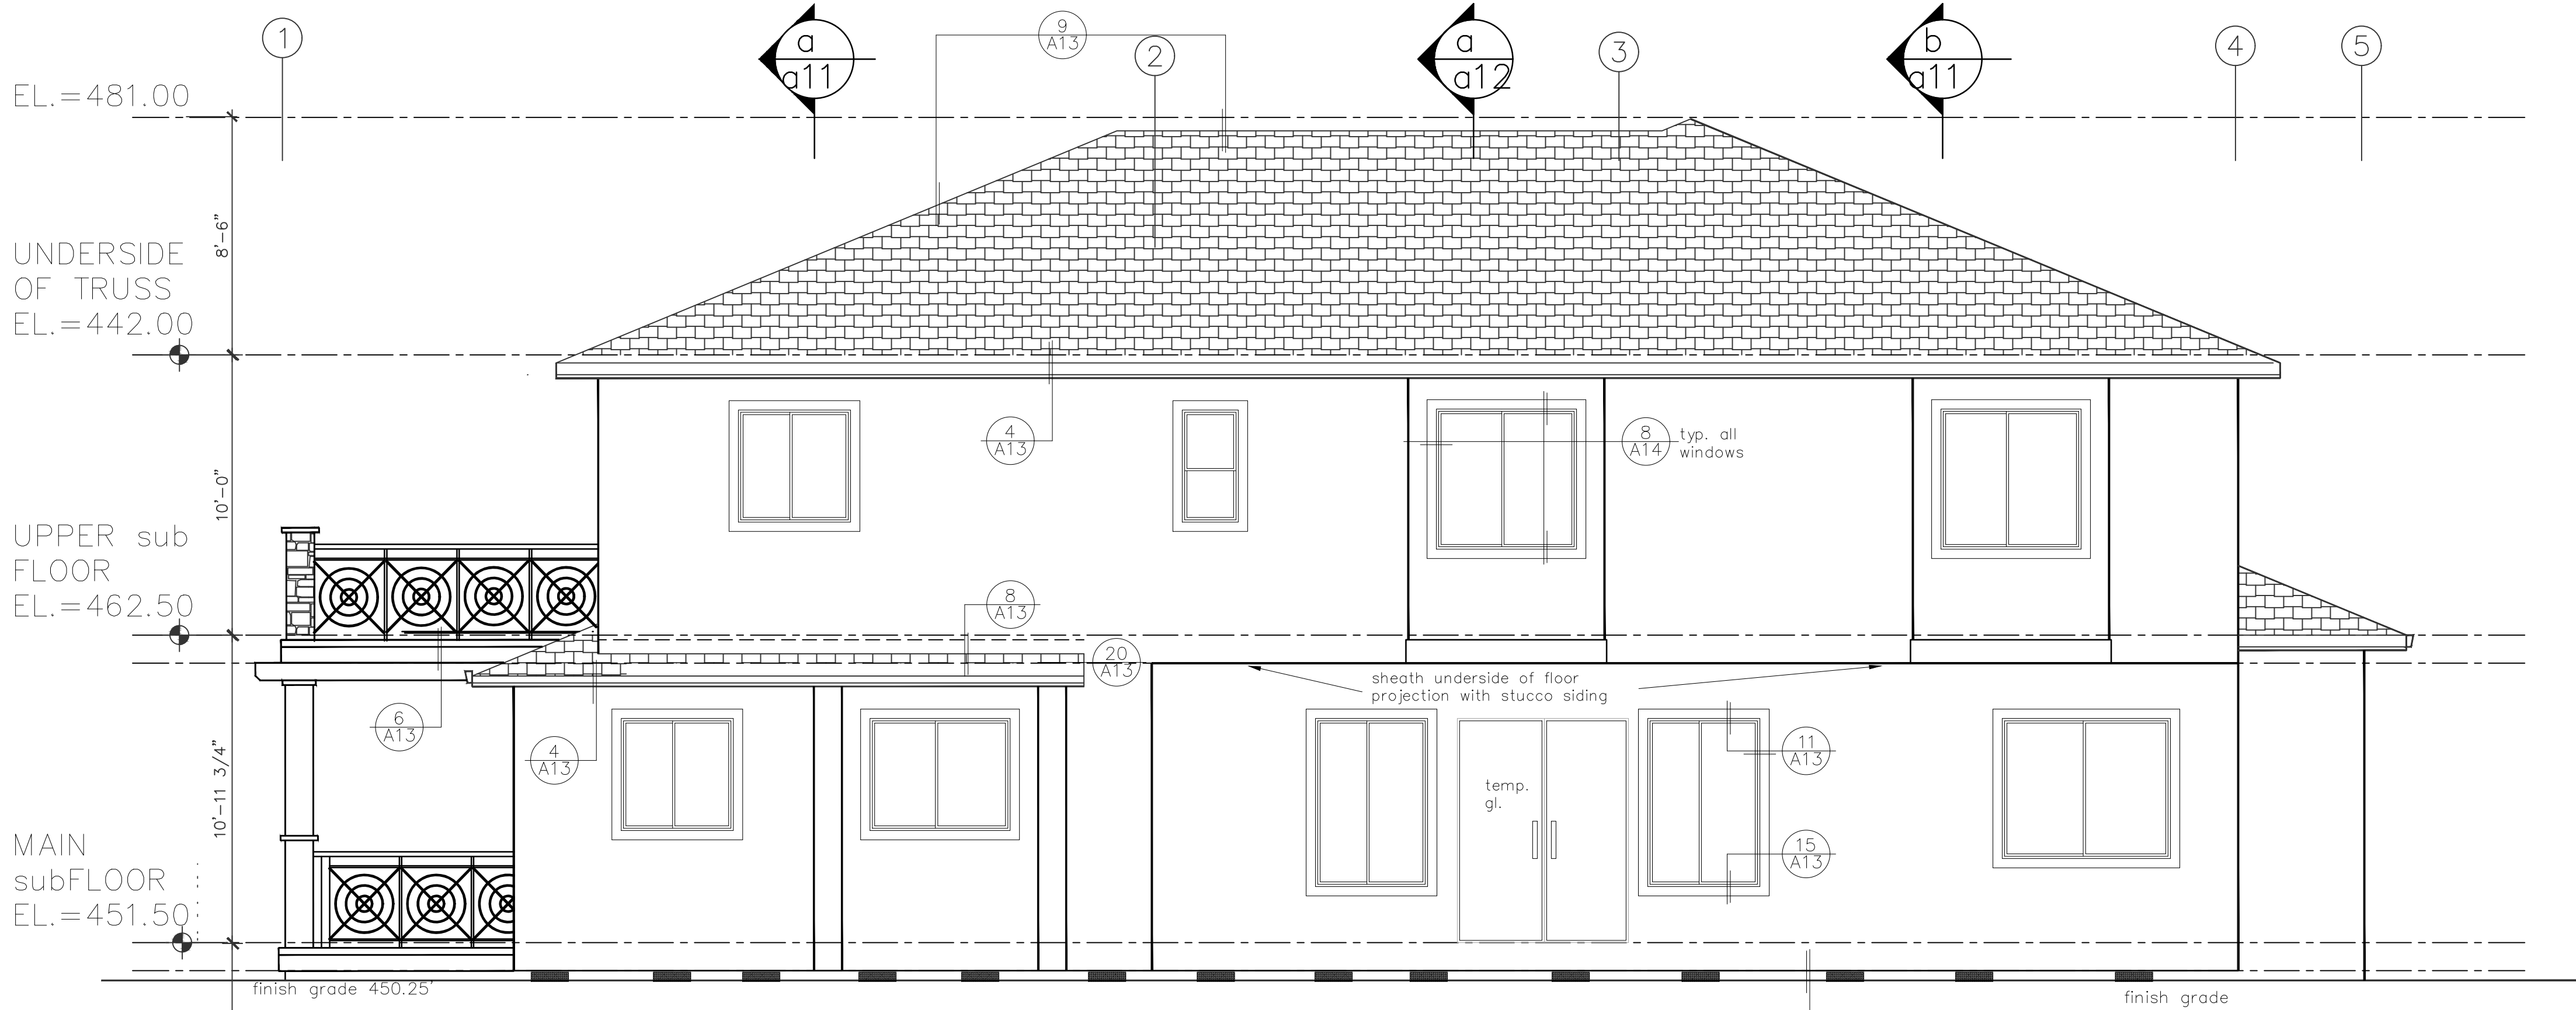 1
a
a11
9
A13
2
a
a12
3
b
a11
4
5
EL.=481.00
8'-6"
UNDERSIDE
OF TRUSS
EL.=442.00
4
A13
8
A14
typ. all
windows
10'-0"
UPPER sub
FLOOR
EL.=462.50
8
A13
20
A13
sheath underside of floor
projection with stucco siding
6
A13
4
A13
11
A13
temp.
gl.
10'-11 3/4"
15
A13
MAIN
subFLOOR
EL.=451.50
finish grade 450.25'
finish grade